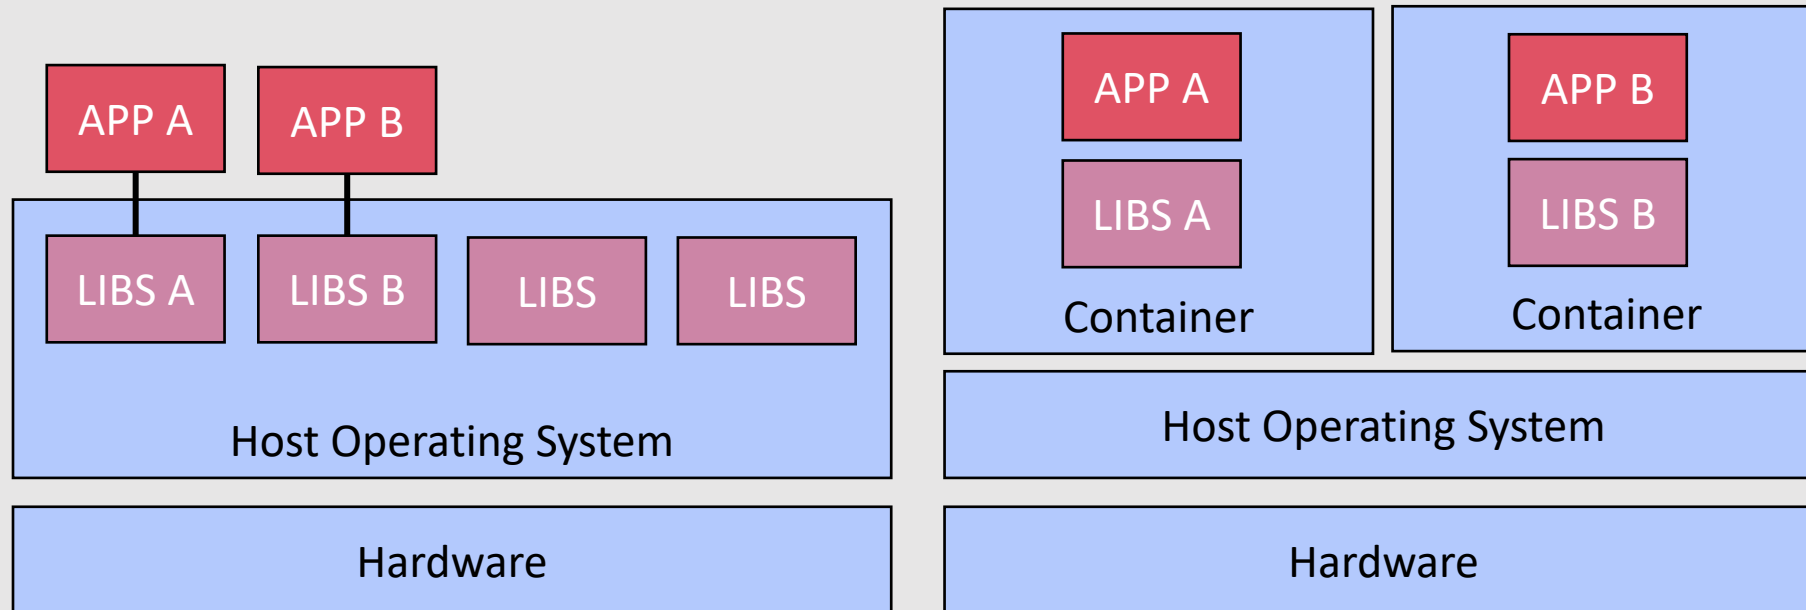 APP A
APP B
LIBS A
LIBS B
LIBS
LIBS
Host Operating System
Hardware
APP A
LIBS A
Container
APP B
LIBS B
Container
Host Operating System
Hardware